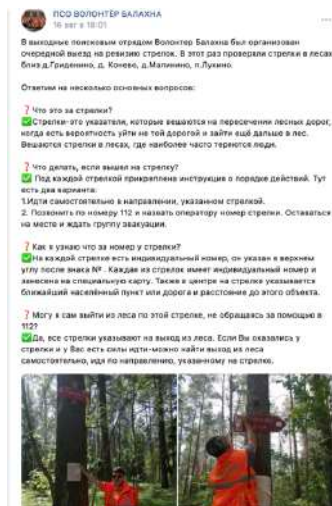 ПСО ВОЛОНТЁР БАЛАХНА
16 авг в 18:01
В выходные поисковым отрядом Волонтер Балахна был организован
очередной выезд на ревизию стрелок. В этот раз проверяли стрелки в лесах
близ д.Гриденино, д. Конево, д.Малинино, п.Лукино.
Ответим на несколько основных вопросов:
❓Что это за стрелки?
✅Стрелки-это указатели, которые вешаются на пересечении лесных дорог,
когда есть вероятность уйти не той дорогой и зайти ещё дальше в лес.
Вешаются стрелки в лесах, где наиболее часто теряются люди.
❓Что делать, если вышел на стрелку?
✅ Под каждой стрелкой прикреплена инструкция о порядке действий. Тут
есть два варианта:
1.Идти самостоятельно в направлении, указанном стрелкой.
2. Позвонить по номеру 112 и назвать оператору номер стрелки. Оставаться
на месте и ждать группу эвакуации.
❓Как я узнаю что за номер у стрелки?
✅На каждой стрелке есть индивидуальный номер, он указан в верхнем
углу после знака №. Каждая из стрелок имеет индивидуальный номер и
занесена на специальную карту. Также в центре на стрелке указывается
ближайший населённый пункт или дорога и расстояние до этого объекта.
❓Могу я сам выйти из леса по этой стрелке, не обращаясь за помощью в
112?
✅Да, все стрелки указывают на выход из леса. Если Вы оказались у
стрелки и у Вас есть силы идти-можно найти выход из леса
самостоятельно, идя по направлению, указанному на стрелке.